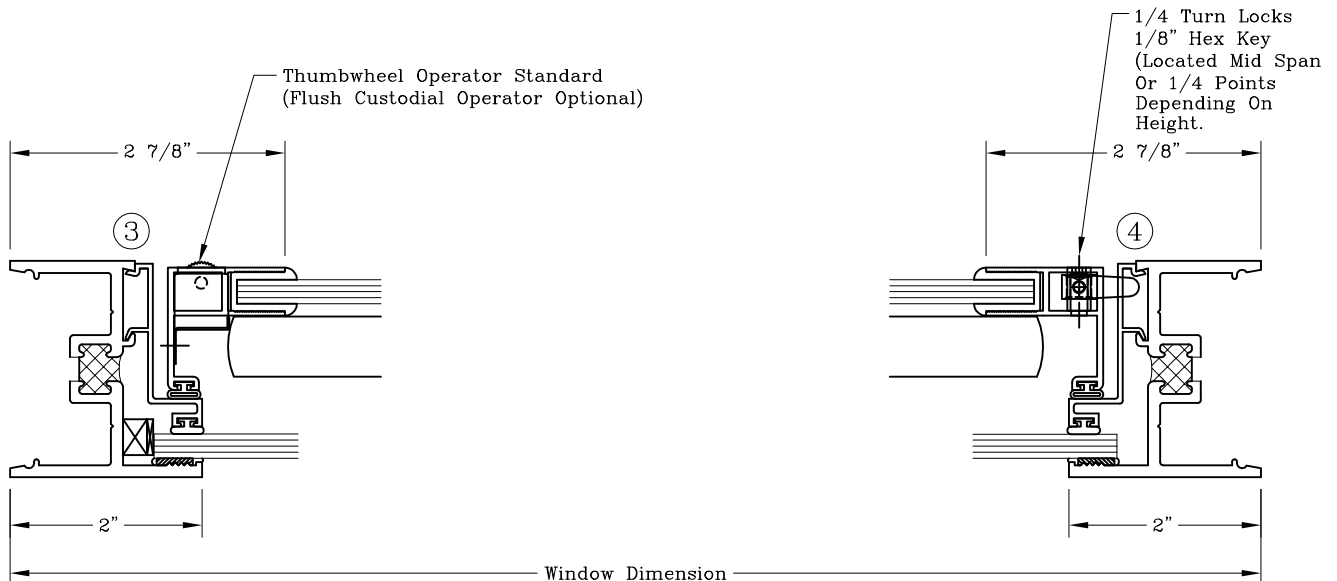 1/4 Turn Locks
1/8" Hex Key
(Located Mid Span
Or 1/4 Points
Depending On
Height.
Thumbwheel Operator Standard
(Flush Custodial Operator Optional)
2 7/8"
2 7/8"
3
4
2"
2"
Window Dimension